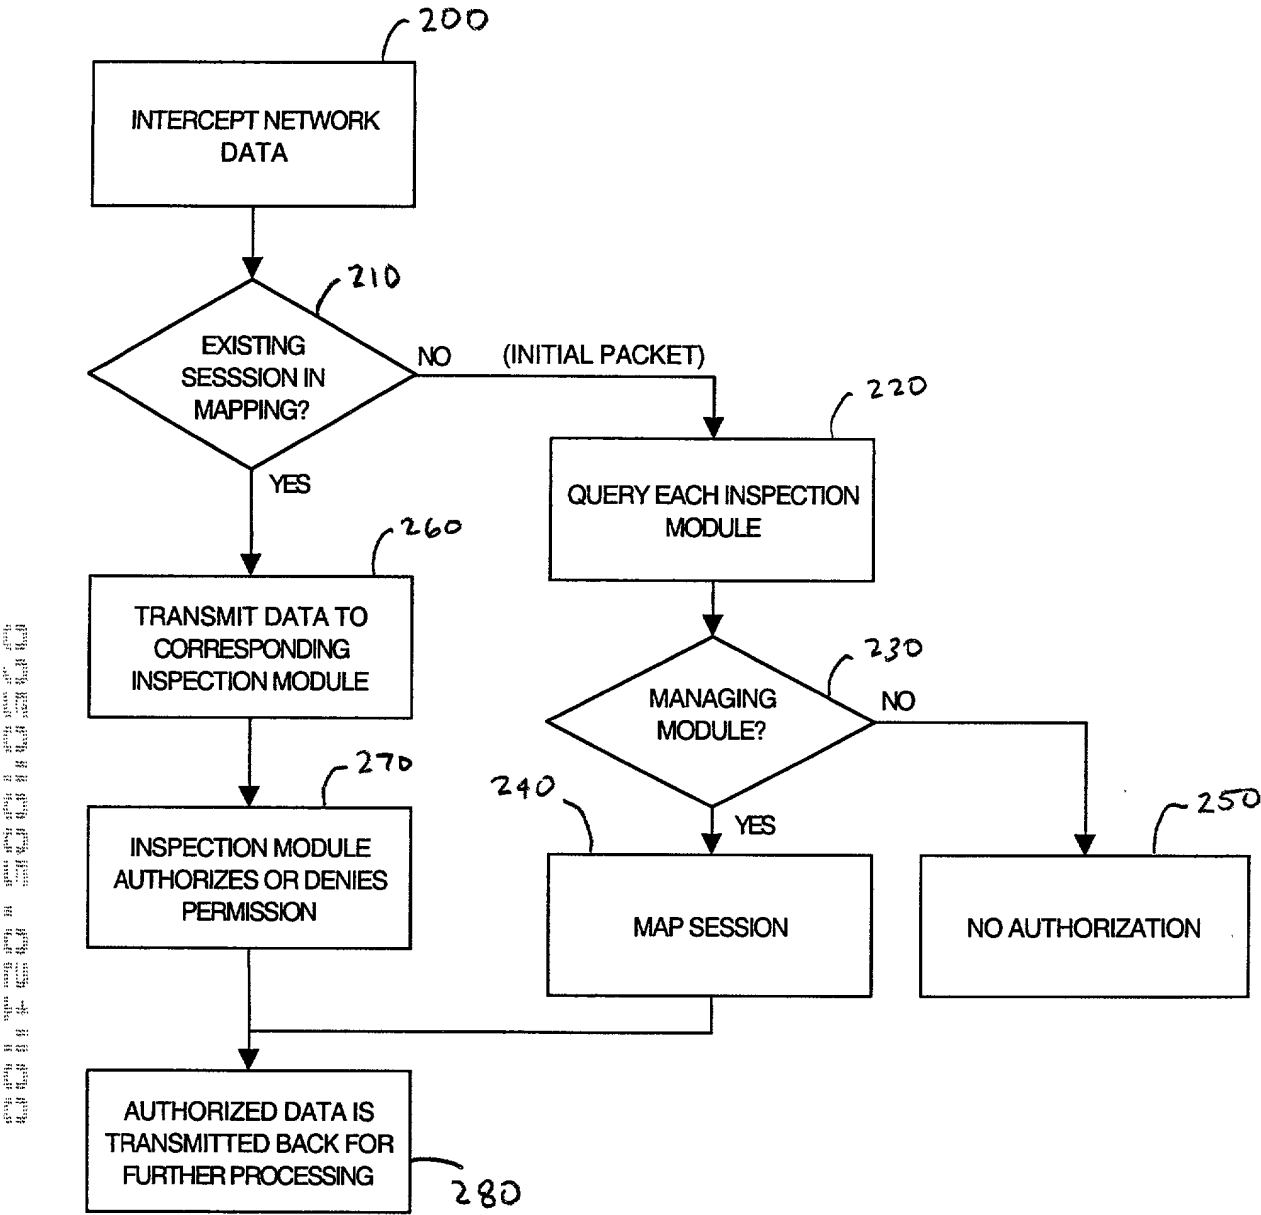 200
INTERCEPT NETWORK
DATA
210
EXISTING
SESSSION IN
MAPPING?
NO (INITIAL PACKET)
YES
220
QUERY EACH INSPECTION
MODULE
260
TRANSMIT DATA TO
CORRESPONDING
INSPECTION MODULE
230
MANAGING
MODULE?
NO
YES
270
INSPECTION MODULE
AUTHORIZES OR DENIES
PERMISSION
240
MAP SESSION
250
NO AUTHORIZATION
AUTHORIZED DATA IS
TRANSMITTED BACK FOR
FURTHER PROCESSING
280